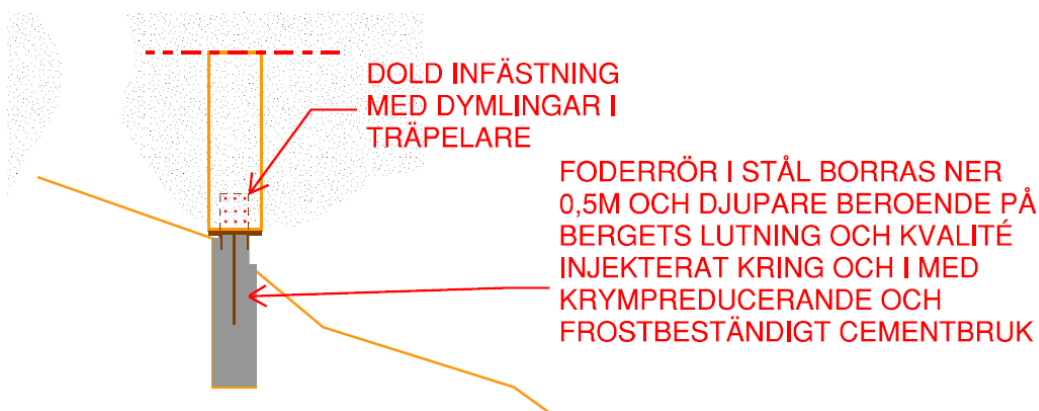 DOLD INFÄSTNING
MED DYMLINGAR I
TRÄPELARE
FODERRÖR I STÅL BORRAS NER
0,5M OCH DJUPARE BEROENDE PÅ
BERGETS LUTNING OCH KVALITÉ
INJEKTERAT KRING OCH I MED
KRYMPREDUCERANDE OCH
FROSTBESTÄNDIGT CEMENTBRUK